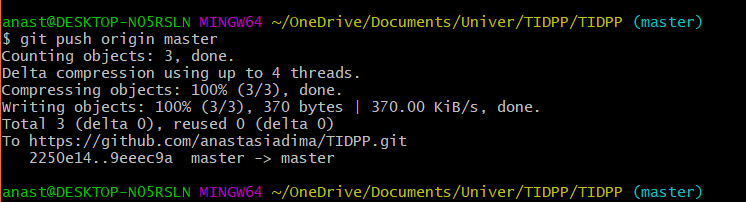 anast@DESKTOP-NO5RSLN MINGW64 ~/OneDrive/Documents/Univer/TIDPP/TIDPP (master)
$ git push origin master
Counting objects: 3, done.
Delta compression using up to 4 threads.
Compressing objects: 100% (3/3), done.
Writing objects: 100% (3/3), 370 bytes | 370.00 KiB/s, done.
Total 3 (delta 0), reused 0 (delta 0)
To https://github.com/anastasiadima/TIDPP.git
   2250e14..9eeec9a  master -> master
anast@DESKTOP-NO5RSLN MINGW64 ~/OneDrive/Documents/Univer/TIDPP/TIDPP (master)